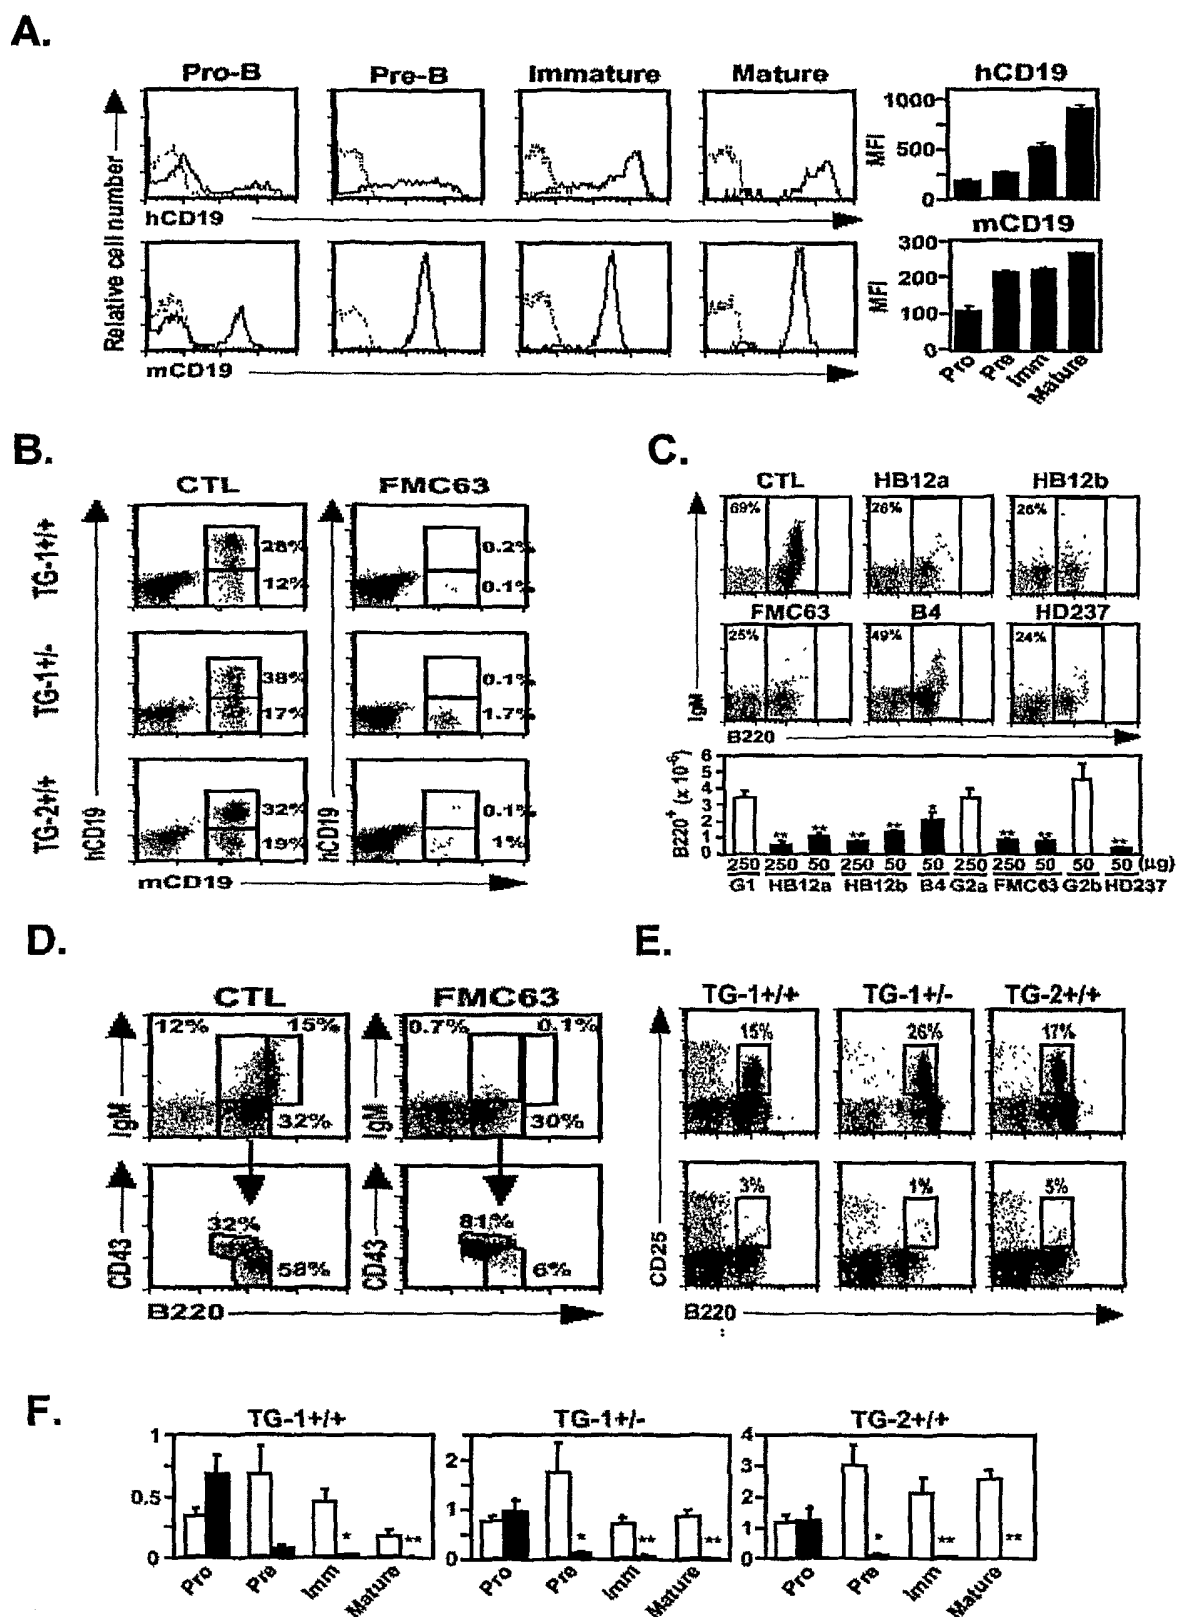 A.
Pro-B Pre-B Immature Mature hCD19
Relative cell number
1000
500
0
MFI
hCD19
mCD19
300
200
100
0
MFI
mCD19
Pro Pre Imm Mature
B.
CTL FMC63
TG-1+/+
28%
12%
0.2%
0.1%
TG-1+/-
38%
17%
0.1%
1.7%
TG-2+/+
32%
19%
0.1%
1%
hCD19
hCD19
mCD19
C.
CTL HB12a HB12b
69% 26% 26%
FMC63 B4 HD237
25% 49% 24%
IgM
B220
B220+ (x 10-6)
6
5
4
3
2
1
0
** ** ** ** * ** ** **
250 250 50 250 50 50 250 250 50 50 50 (µg)
G1 HB12a HB12b B4 G2a FMC63 G2b HD237
D.
CTL FMC63
12% 15% 0.7% 0.1%
32% 30%
IgM IgM
32% 81%
58% 6%
CD43 CD43
B220
E.
TG-1+/+ TG-1+/- TG-2+/+
15% 26% 17%
3% 1% 5%
CD25
B220
F.
TG-1+/+ TG-1+/- TG-2+/+
1
0.5
0
* **
Pro Pre Imm Mature
2
1
0
* ** **
Pro Pre Imm Mature
4
3
2
1
0
* ** **
Pro Pre Imm Mature